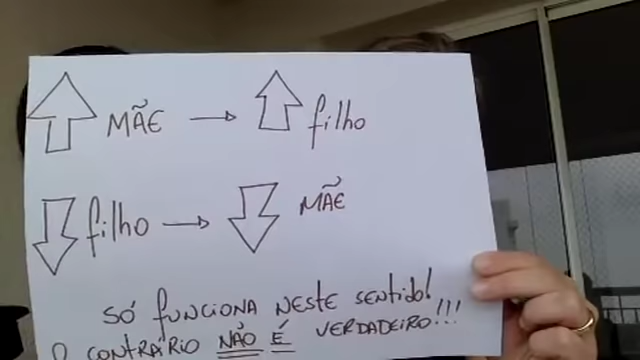 MÃE → filho
filho → MÃE
SÓ fUNCIONA NESTE SENTIdo!
O CONTRÁRIO NÃO É VERDADEIRO!!!